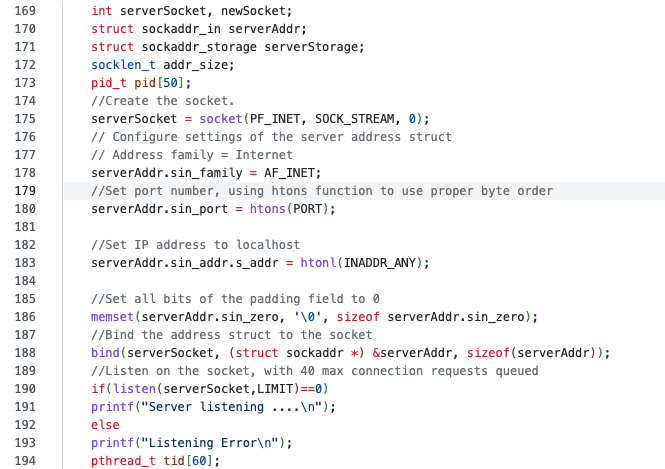 169 int serverSocket, newSocket;
170 struct sockaddr_in serverAddr;
171 struct sockaddr_storage serverStorage;
172 socklen_t addr_size;
173 pid_t pid[50];
174 //Create the socket.
175 serverSocket = socket(PF_INET, SOCK_STREAM, 0);
176 // Configure settings of the server address struct
177 // Address family = Internet
178 serverAddr.sin_family = AF_INET;
179 //Set port number, using htons function to use proper byte order
180 serverAddr.sin_port = htons(PORT);
181
182 //Set IP address to localhost
183 serverAddr.sin_addr.s_addr = htonl(INADDR_ANY);
184
185 //Set all bits of the padding field to 0
186 memset(serverAddr.sin_zero, '\0', sizeof serverAddr.sin_zero);
187 //Bind the address struct to the socket
188 bind(serverSocket, (struct sockaddr *) &serverAddr, sizeof(serverAddr));
189 //Listen on the socket, with 40 max connection requests queued
190 if(listen(serverSocket,LIMIT)==0)
191 printf("Server listening ....\n");
192 else
193 printf("Listening Error\n");
194 pthread_t tid[60];